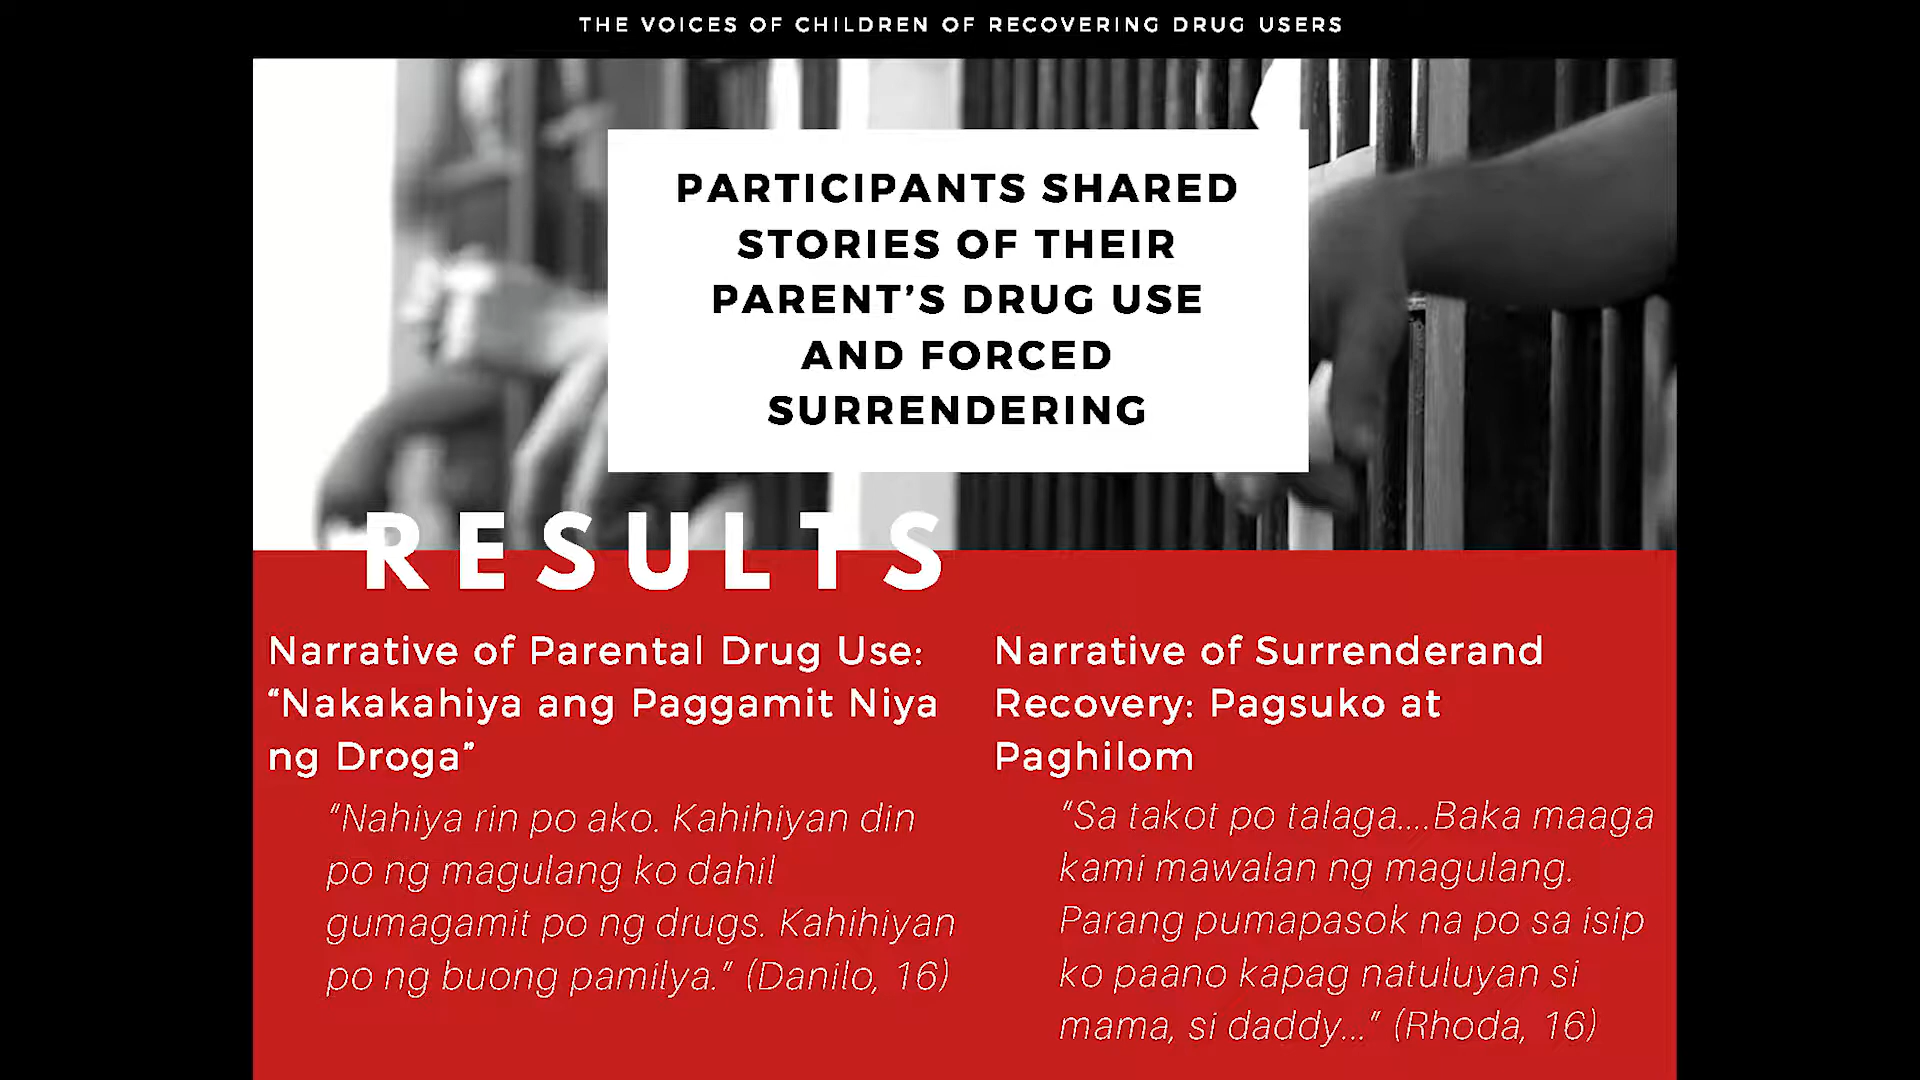 THE VOICES OF CHILDREN OF RECOVERING DRUG USERS
PARTICIPANTS SHARED
STORIES OF THEIR
PARENT'S DRUG USE
AND FORCED
SURRENDERING
RESULTS
Narrative of Parental Drug Use:
“Nakakahiya ang Paggamit Niya
ng Droga”
“Nahiya rin po ako. Kahihiyan din
po ng magulang ko dahil
gumagamit po ng drugs. Kahihiyan
po ng buong pamilya.” (Danilo, 16)
Narrative of Surrenderand
Recovery: Pagsuko at
Paghilom
“Sa takot po talaga....Baka maaga
kami mawalan ng magulang.
Parang pumapasok na po sa isip
ko paano kapag natuluyan si
mama, si daddy...” (Rhoda, 16)